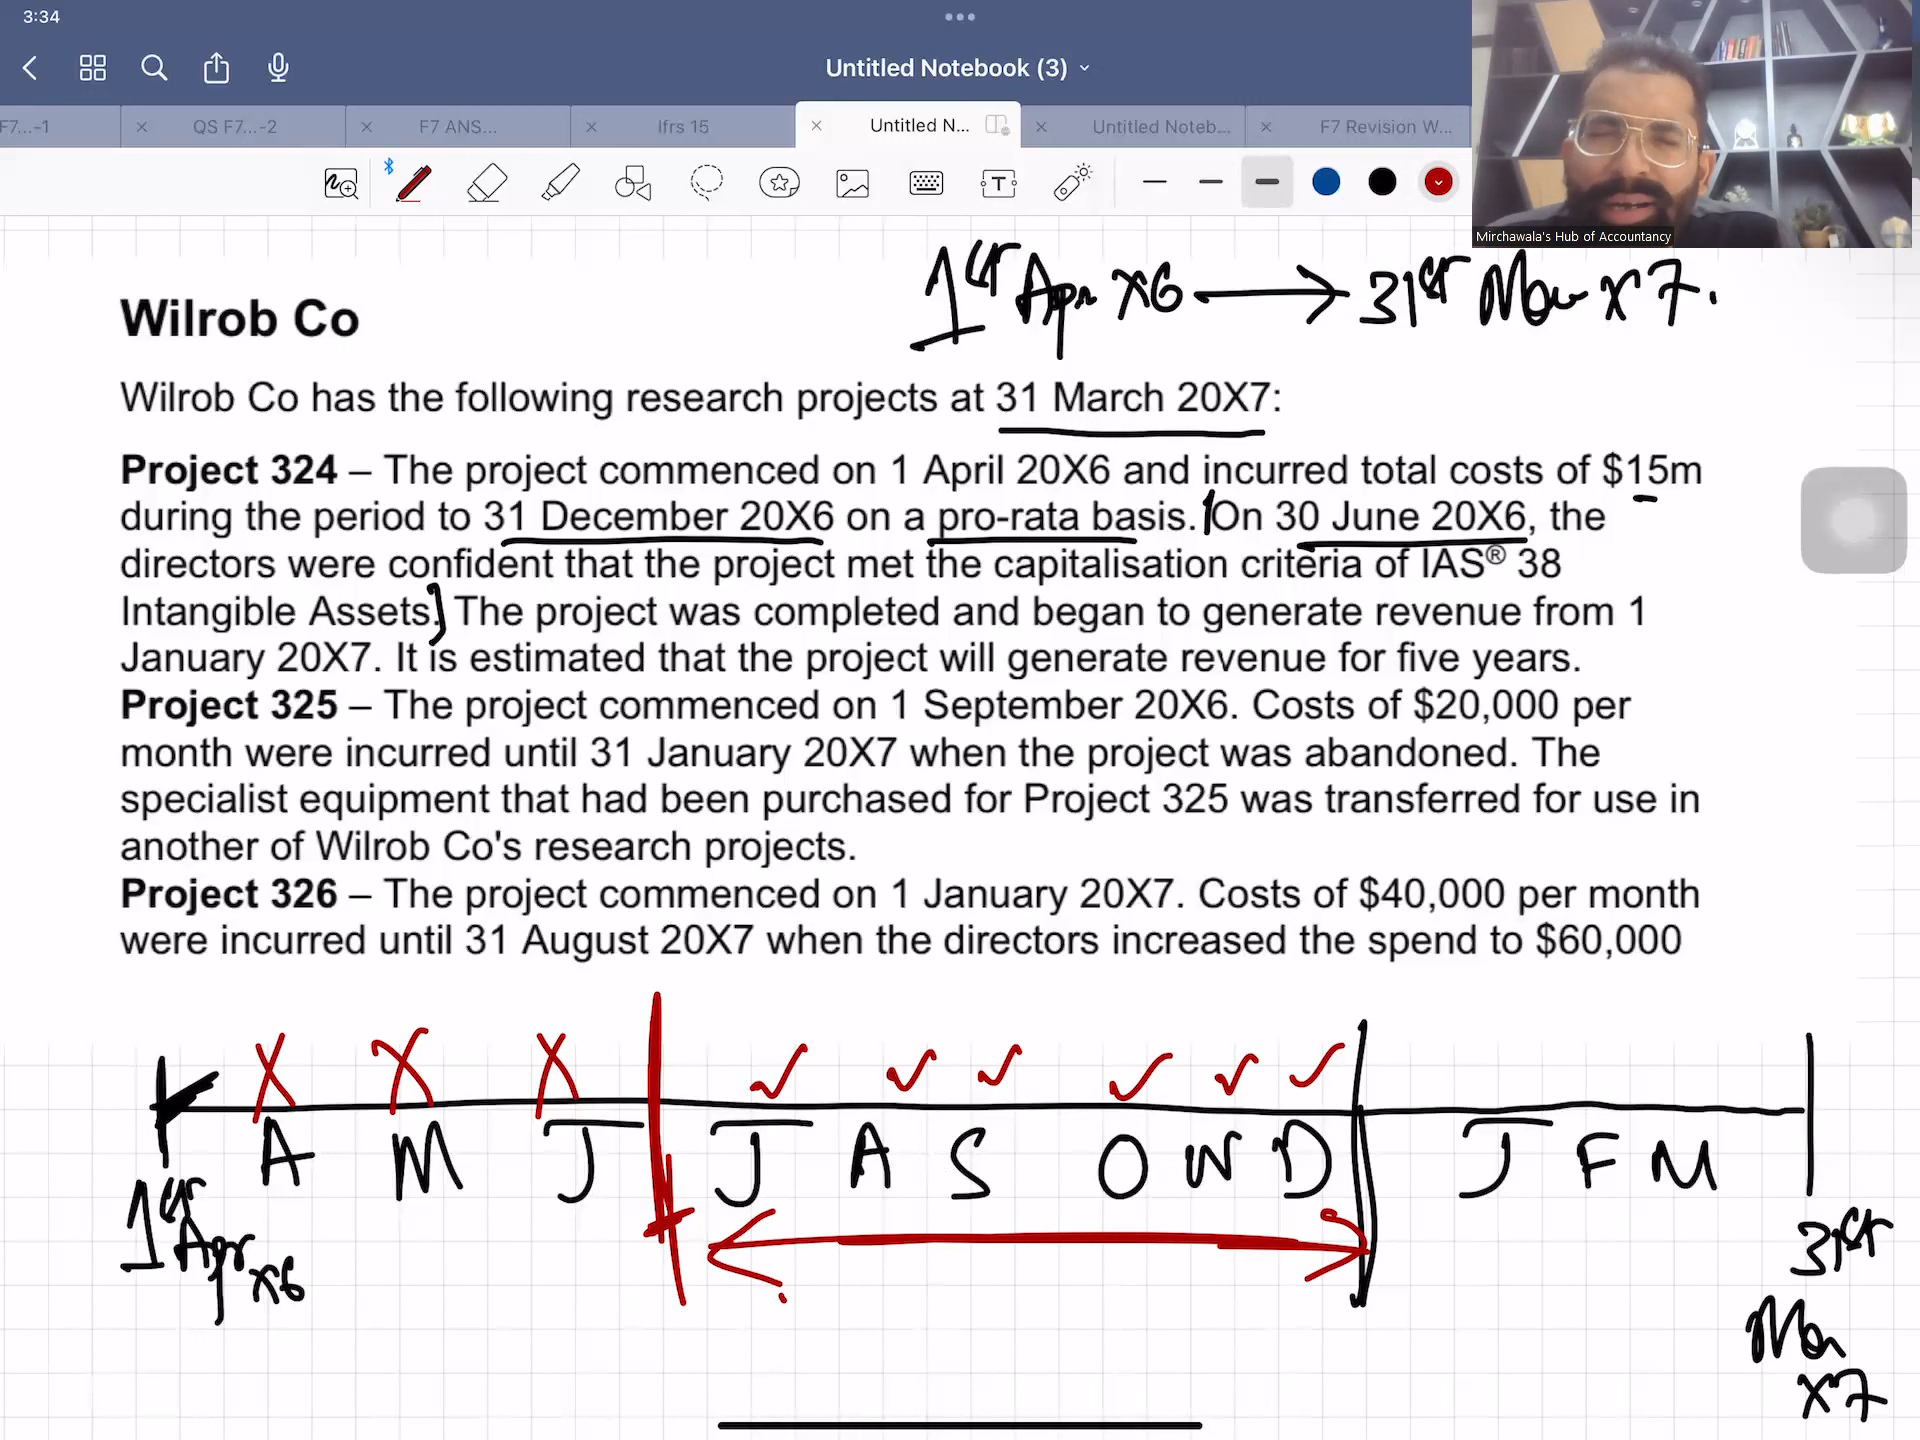 3:34
Untitled Notebook (3)
F7...-1
QS F7...-2
F7 ANS...
Ifrs 15
Untitled N...
Untitled Noteb...
F7 Revision W...
T
Mirchawala's Hub of Accountancy
1st Apr x6 → 31st Mar x7.
Wilrob Co
Wilrob Co has the following research projects at 31 March 20X7:
Project 324 – The project commenced on 1 April 20X6 and incurred total costs of $15m
during the period to 31 December 20X6 on a pro-rata basis. On 30 June 20X6, the
directors were confident that the project met the capitalisation criteria of IAS® 38
Intangible Assets. The project was completed and began to generate revenue from 1
January 20X7. It is estimated that the project will generate revenue for five years.
Project 325 – The project commenced on 1 September 20X6. Costs of $20,000 per
month were incurred until 31 January 20X7 when the project was abandoned. The
specialist equipment that had been purchased for Project 325 was transferred for use in
another of Wilrob Co's research projects.
Project 326 – The project commenced on 1 January 20X7. Costs of $40,000 per month
were incurred until 31 August 20X7 when the directors increased the spend to $60,000
X X X ✓ ✓ ✓ ✓ ✓ ✓
A M J J A S O N D J F M
1st
Apr
x6
31st
Mar
x7